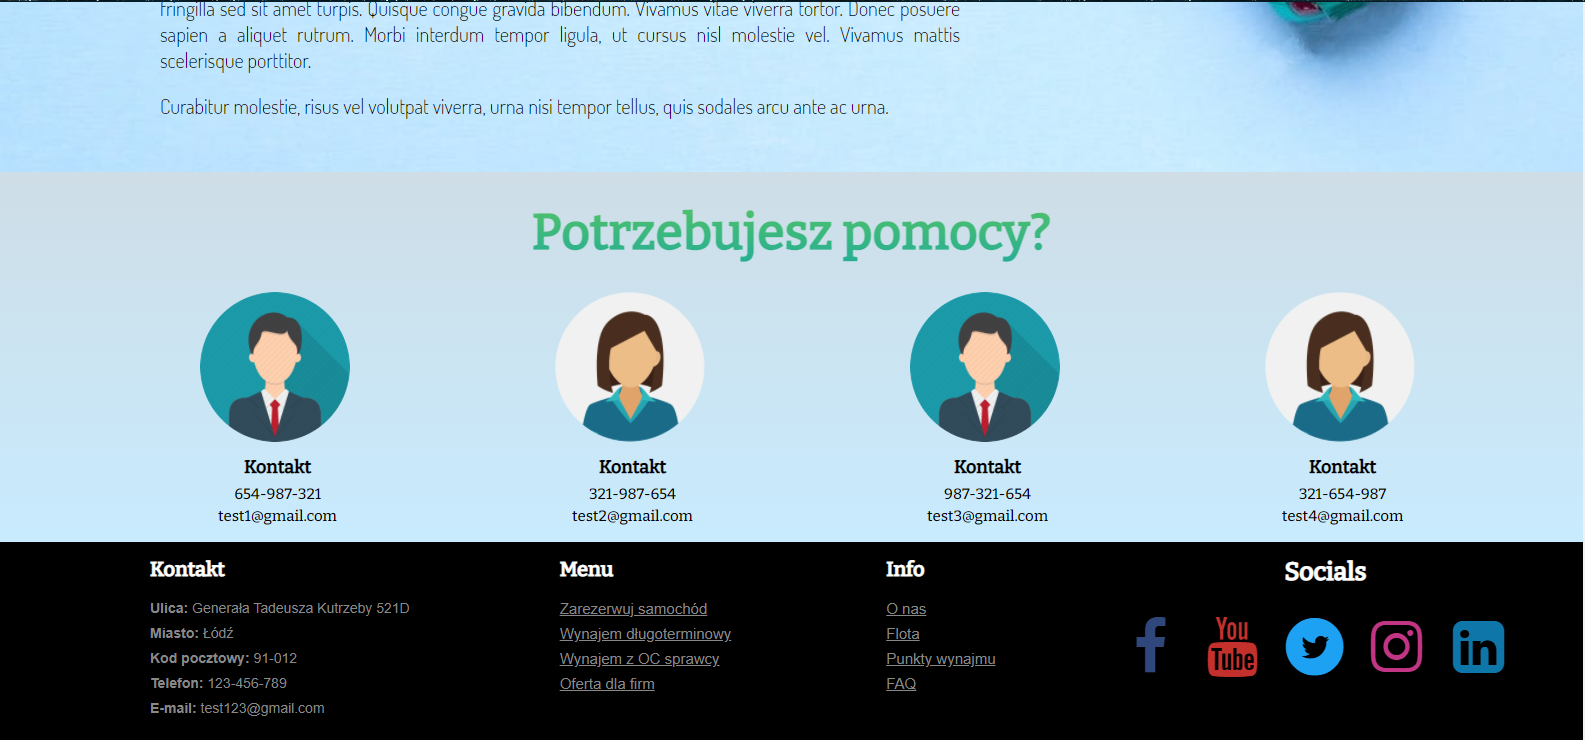 fringilla sed sit amet turpis. Quisque congue gravida bibendum. Vivamus vitae viverra tortor. Donec posuere
sapien a aliquet rutrum. Morbi interdum tempor ligula, ut cursus nisl molestie vel. Vivamus mattis
scelerisque porttitor.
Curabitur molestie, risus vel volutpat viverra, urna nisi tempor tellus, quis sodales arcu ante ac urna.
Potrzebujesz pomocy?
Kontakt
654-987-321
test1@gmail.com
Kontakt
321-987-654
test2@gmail.com
Kontakt
987-321-654
test3@gmail.com
Kontakt
321-654-987
test4@gmail.com
Kontakt
Ulica: Generała Tadeusza Kutrzeby 521D
Miasto: Łódź
Kod pocztowy: 91-012
Telefon: 123-456-789
E-mail: test123@gmail.com
Menu
Zarezerwuj samochód
Wynajem długoterminowy
Wynajem z OC sprawcy
Oferta dla firm
Info
O nas
Flota
Punkty wynajmu
FAQ
Socials
f
You
Tube
in